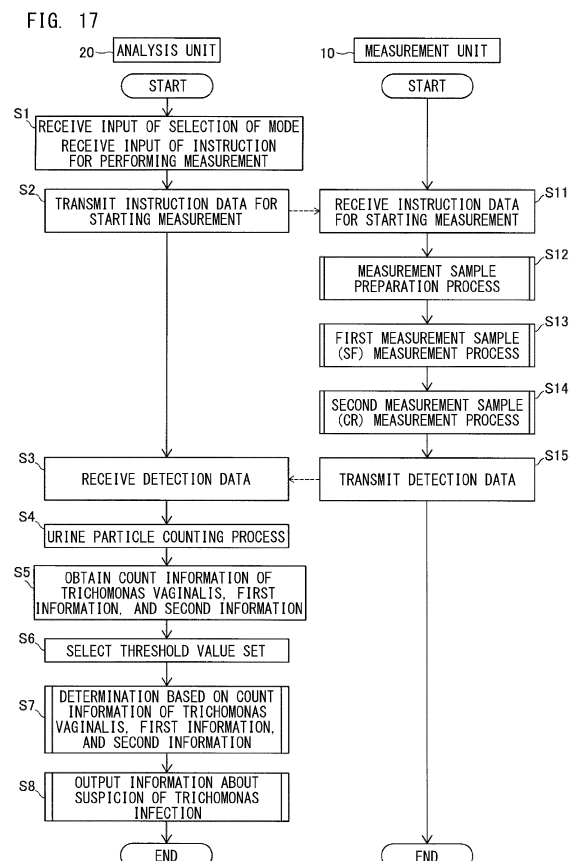 FIG. 17
20
ANALYSIS UNIT
10
MEASUREMENT UNIT
START
START
S1
RECEIVE INPUT OF SELECTION OF MODE
RECEIVE INPUT OF INSTRUCTION
FOR PERFORMING MEASUREMENT
S2
TRANSMIT INSTRUCTION DATA FOR
STARTING MEASUREMENT
S11
RECEIVE INSTRUCTION DATA
FOR STARTING MEASUREMENT
S12
MEASUREMENT SAMPLE
PREPARATION PROCESS
S13
FIRST MEASUREMENT SAMPLE
(SF) MEASUREMENT PROCESS
S14
SECOND MEASUREMENT SAMPLE
(CR) MEASUREMENT PROCESS
S3
RECEIVE DETECTION DATA
S15
TRANSMIT DETECTION DATA
S4
URINE PARTICLE COUNTING PROCESS
S5
OBTAIN COUNT INFORMATION OF
TRICHOMONAS VAGINALIS, FIRST
INFORMATION, AND SECOND INFORMATION
S6
SELECT THRESHOLD VALUE SET
S7
DETERMINATION BASED ON COUNT
INFORMATION OF TRICHOMONAS
VAGINALIS, FIRST INFORMATION,
AND SECOND INFORMATION
S8
OUTPUT INFORMATION ABOUT
SUSPICION OF TRICHOMONAS
INFECTION
END
END